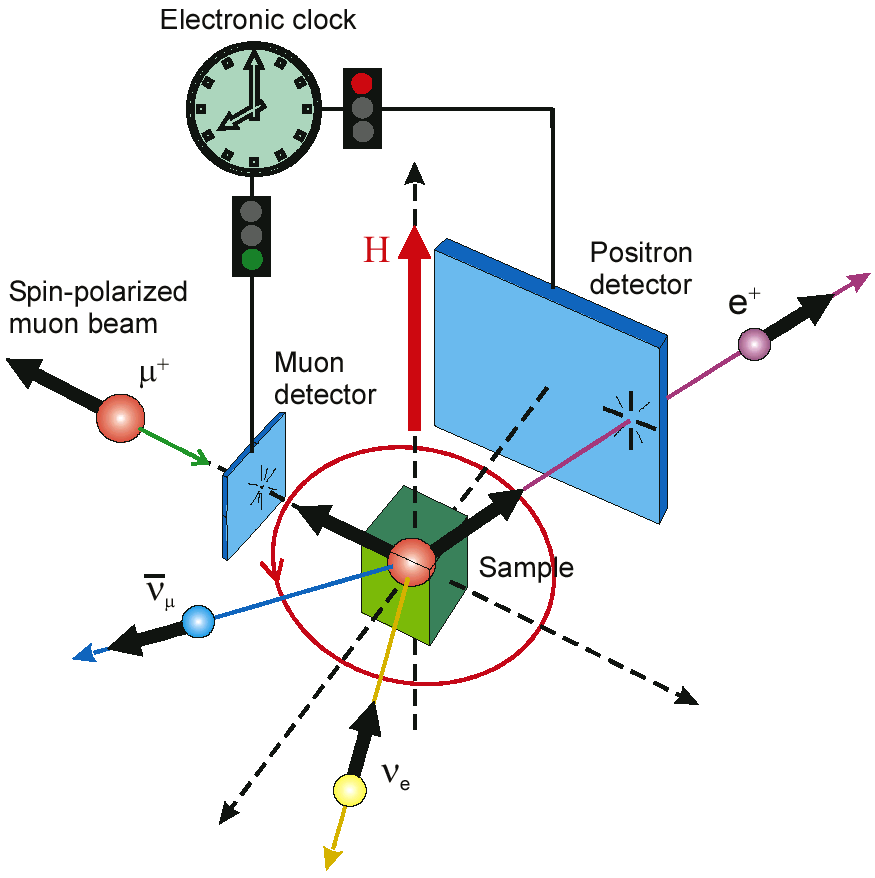 Electronic clock
H
Positron
detector
e⁺
Spin-polarized
muon beam
μ⁺
Muon
detector
Sample
ν̅μ
νe